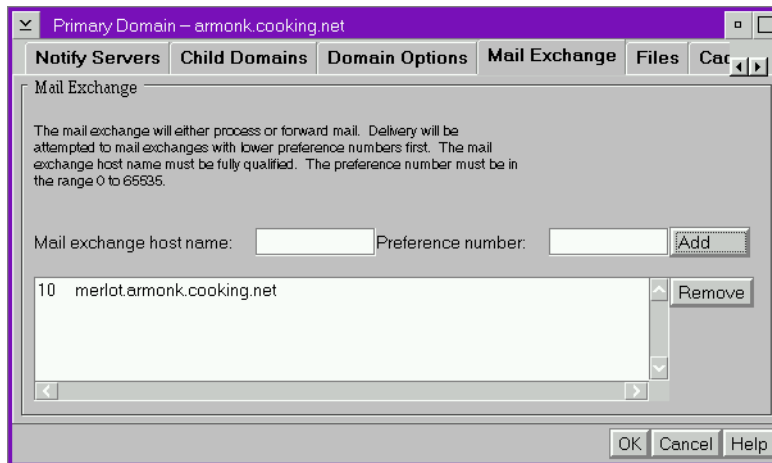 Primary Domain – armonk.cooking.net
Notify Servers Child Domains Domain Options Mail Exchange Files
Mail Exchange
The mail exchange will either process or forward mail. Delivery will be
attempted to mail exchanges with lower preference numbers first. The mail
exchange host name must be fully qualified. The preference number must be in
the range 0 to 65535.
Mail exchange host name: Preference number: Add
10 merlot.armonk.cooking.net
Remove
OK Cancel Help